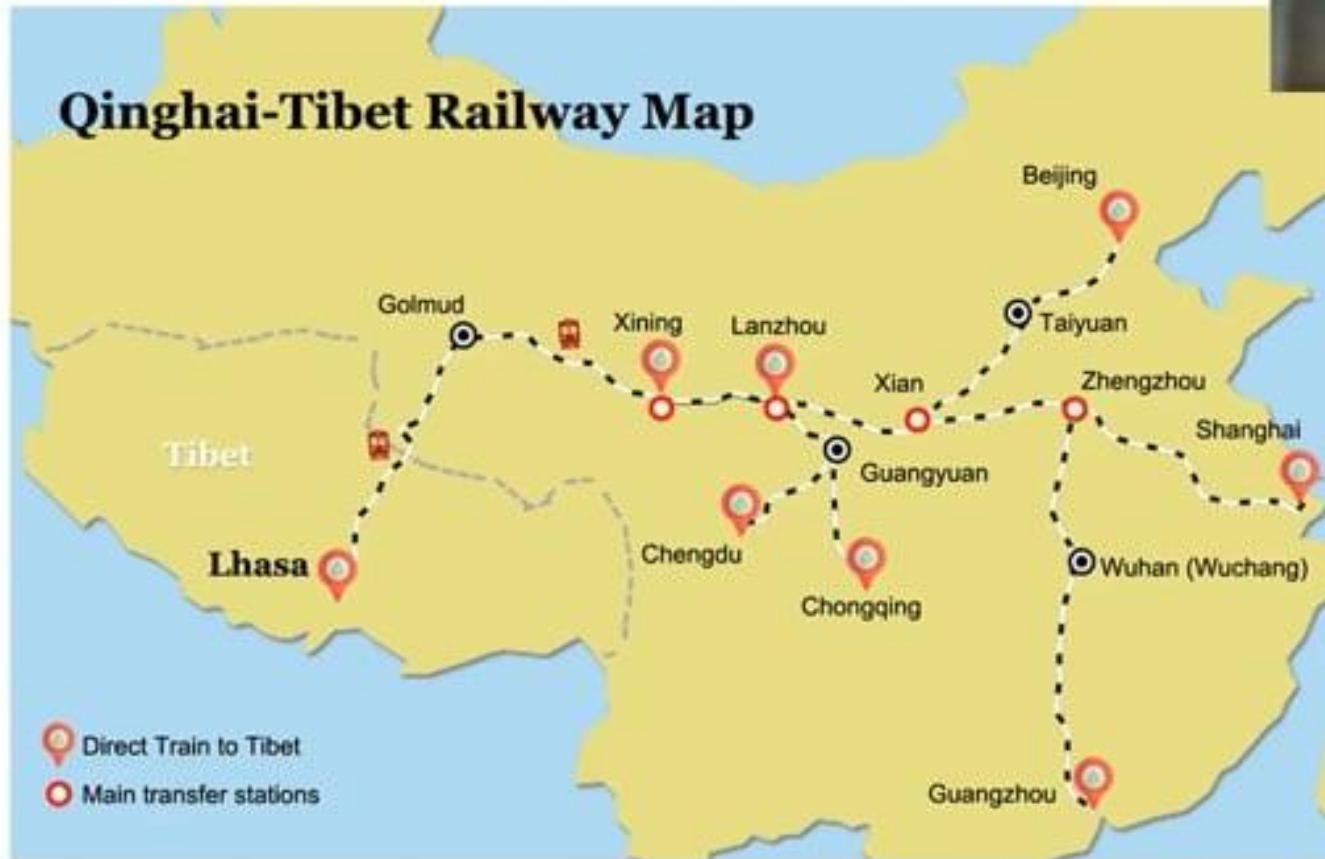 Qinghai-Tibet Railway Map
Beijing
Golmud
Xining
Lanzhou
Taiyuan
Xian
Zhengzhou
Shanghai
Tibet
Guangyuan
Chengdu
Lhasa
Wuhan (Wuchang)
Chongqing
Direct Train to Tibet
Main transfer stations
Guangzhou